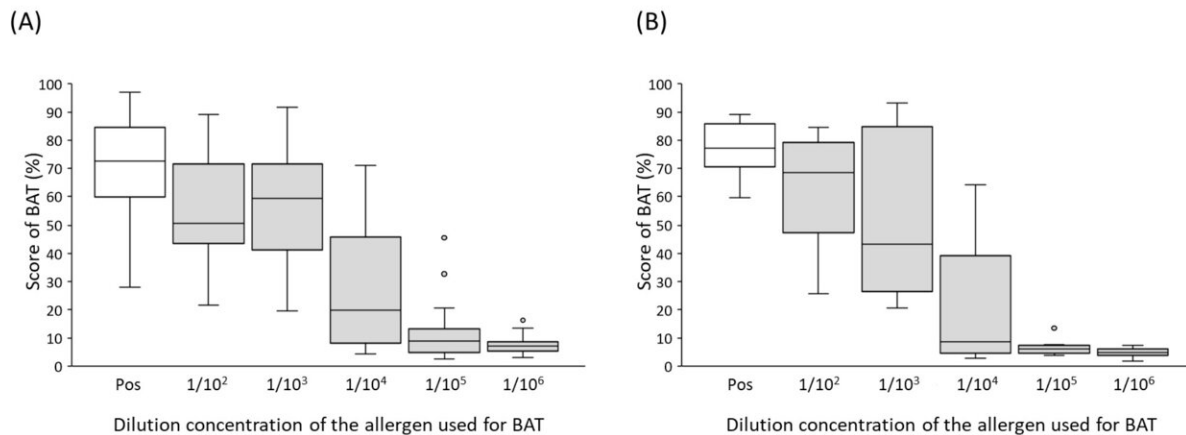 (A)
(B)
Score of BAT (%)
100
90
80
70
60
50
40
30
20
10
0
Pos 1/10² 1/10³ 1/10⁴ 1/10⁵ 1/10⁶
Dilution concentration of the allergen used for BAT
Score of BAT (%)
100
90
80
70
60
50
40
30
20
10
0
Pos 1/10² 1/10³ 1/10⁴ 1/10⁵ 1/10⁶
Dilution concentration of the allergen used for BAT